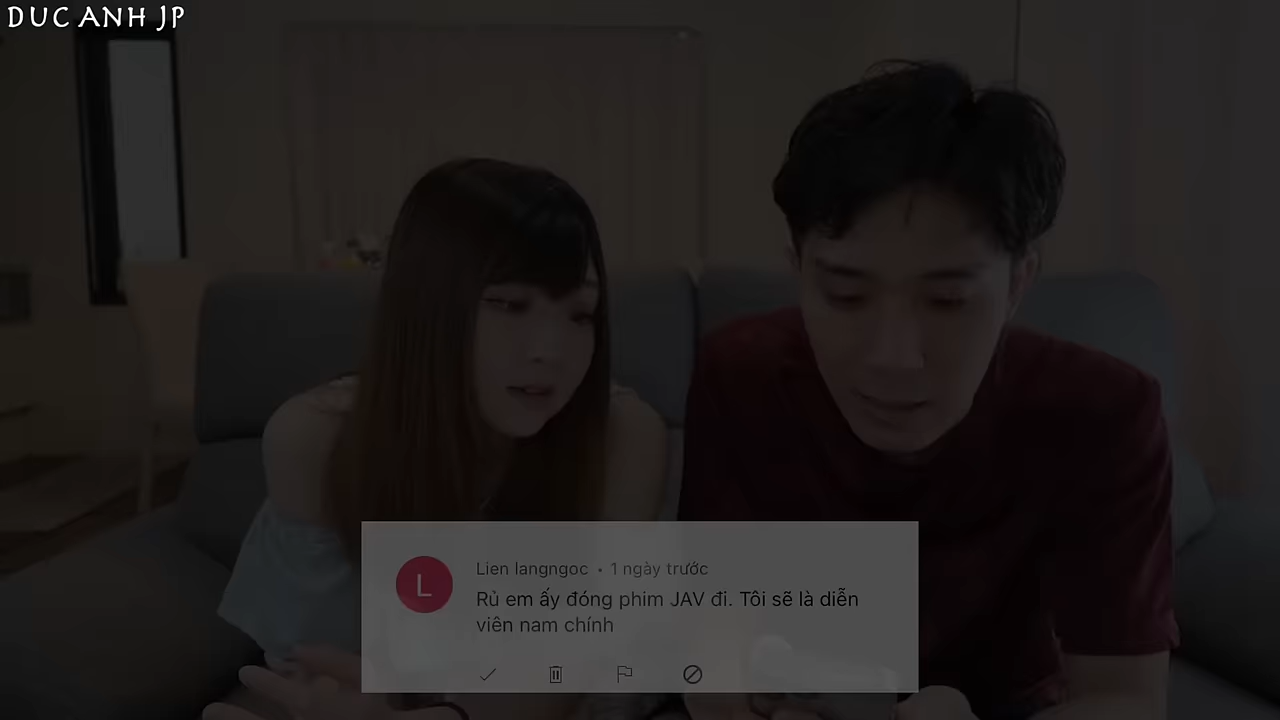 DUC ANH JP
L
Lien langngoc • 1 ngày trước
Rủ em ấy đóng phim JAV đi. Tôi sẽ là diễn
viên nam chính